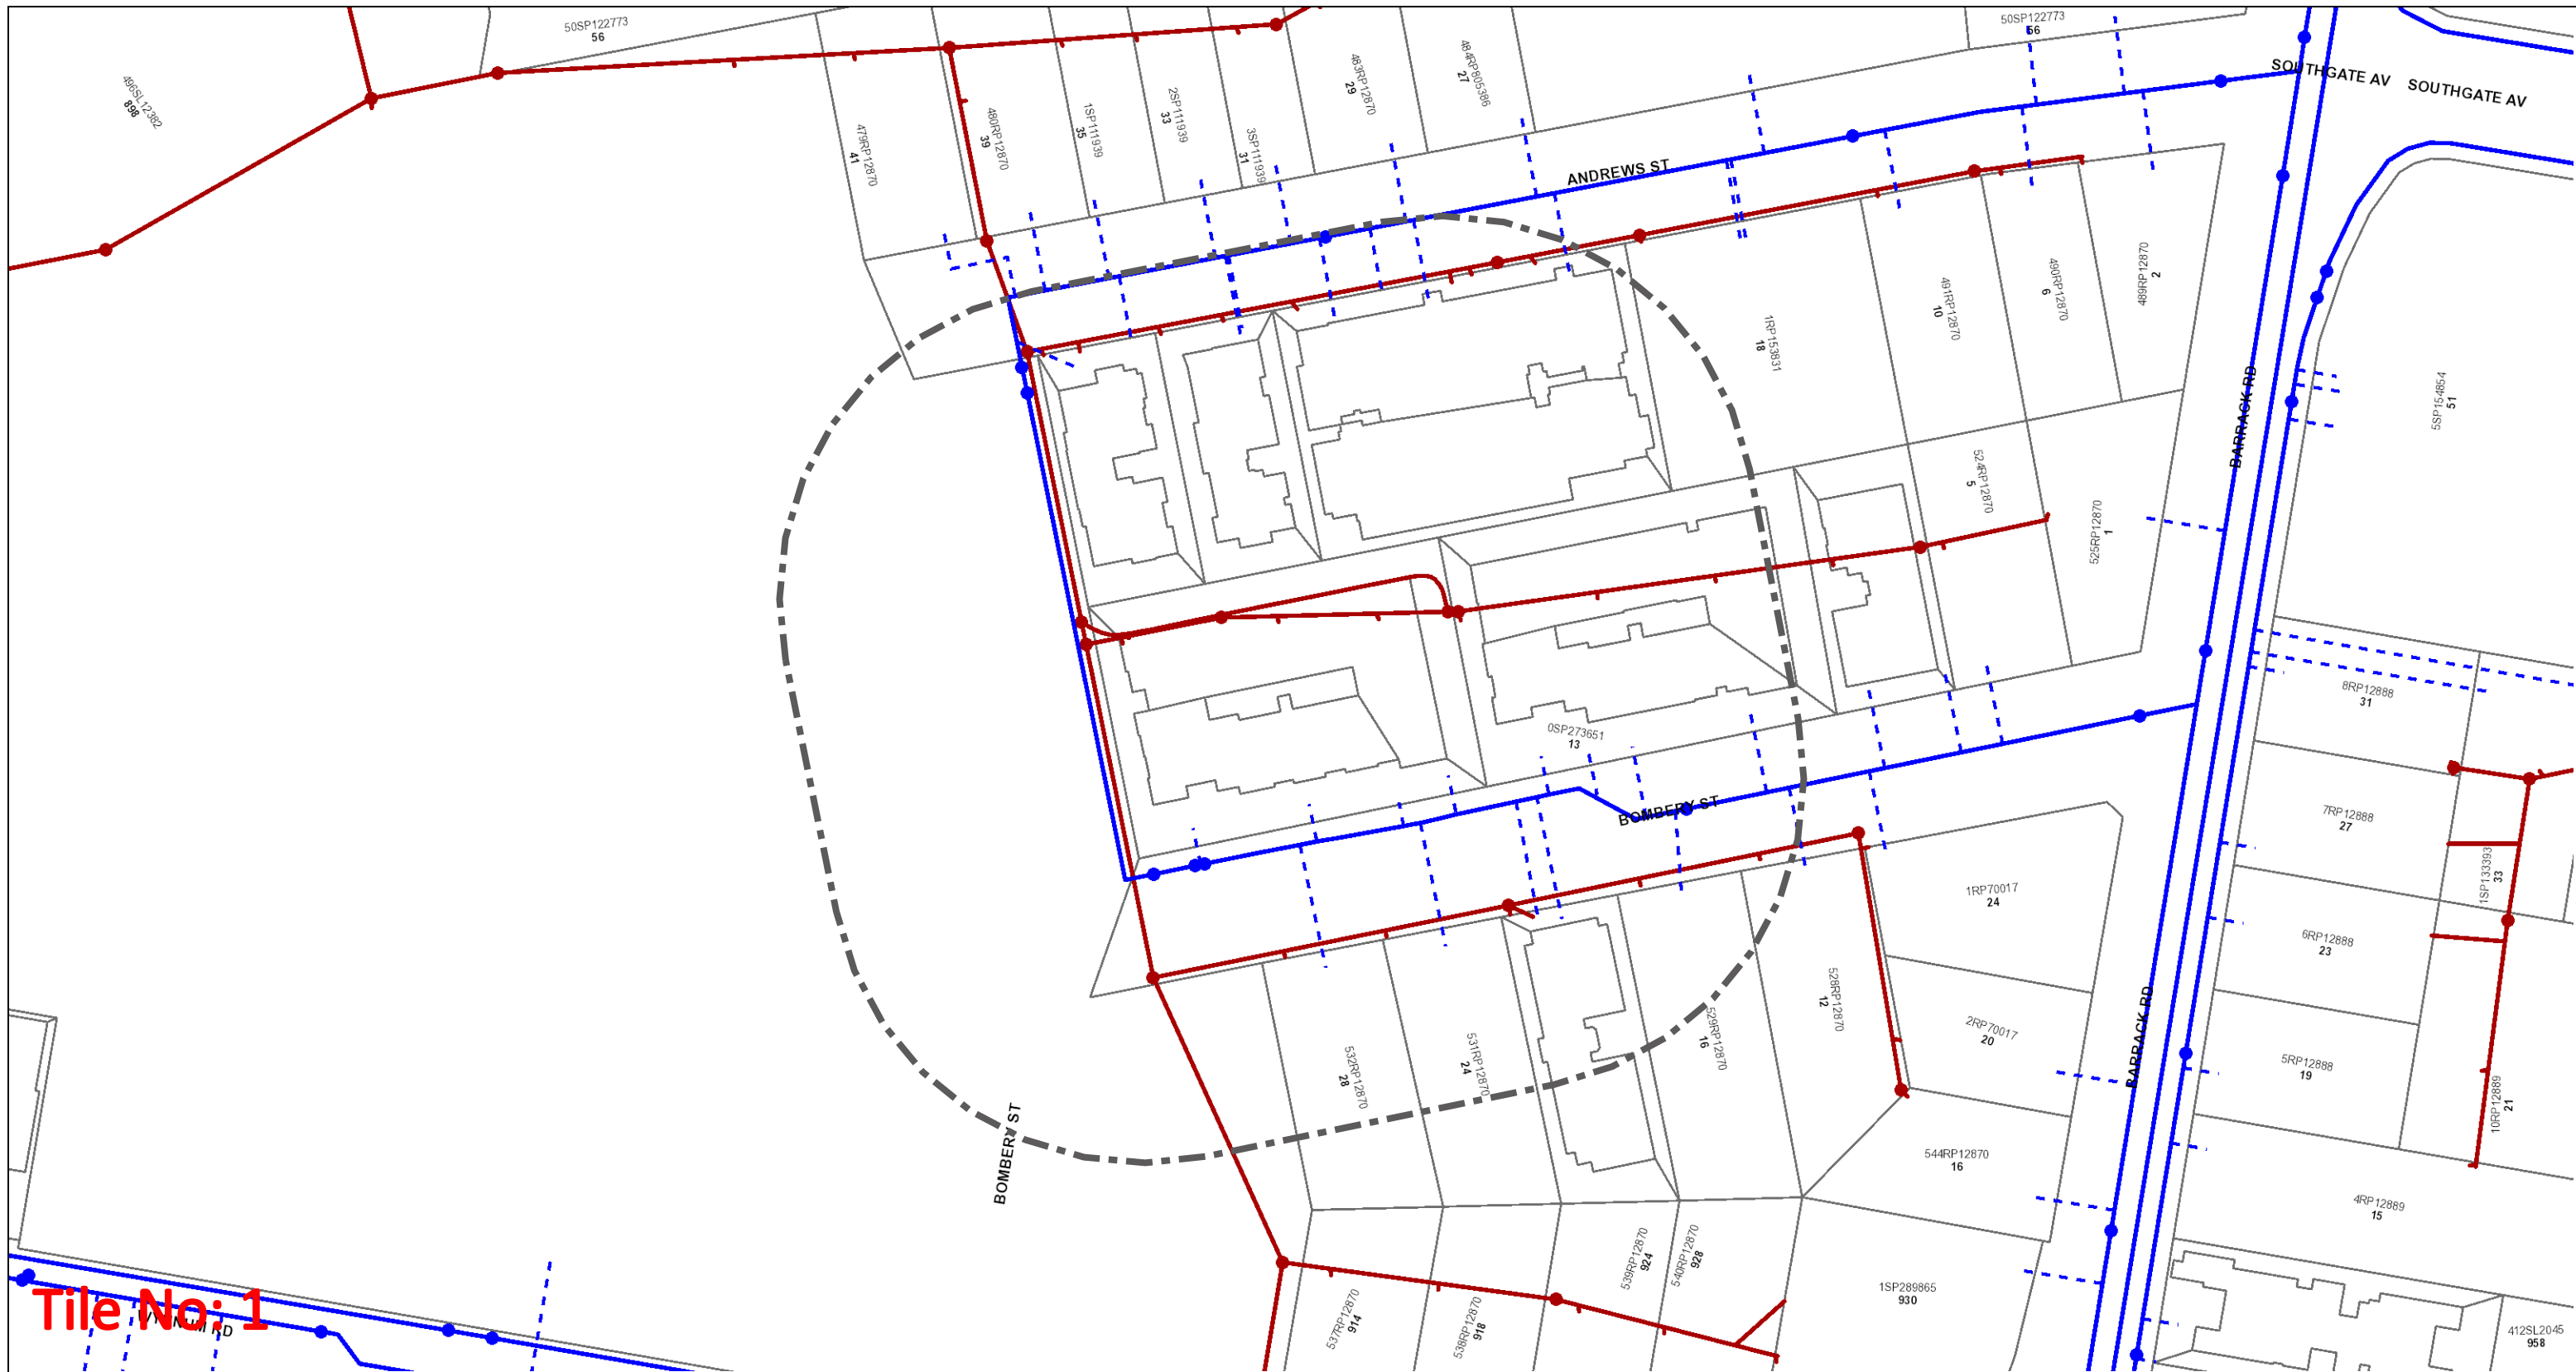 50SP122773
56
50SP122773
56
SOUTHGATE AV
SOUTHGATE AV
496SL12382
898
479RP12870
41
480RP12870
39
1SP111939
35
2SP111939
33
3SP111939
31
483RP12870
29
484RP805386
27
ANDREWS ST
1RP153831
18
491RP12870
10
490RP12870
6
489RP12870
2
BARRACK RD
5SP154854
51
524RP12870
5
525RP12870
1
0SP273651
13
BOMBERY ST
8RP12888
31
7RP12888
27
1SP133393
33
6RP12888
23
5RP12888
19
10RP12889
21
4RP12889
15
1RP70017
24
2RP70017
20
BARRACK RD
528RP12870
12
529RP12870
16
531RP12870
24
532RP12870
28
BOMBERY ST
544RP12870
16
539RP12870
924
540RP12870
928
1SP289865
930
537RP12870
914
538RP12870
918
412SL2045
958
Tile No: 1
WYNNUM RD